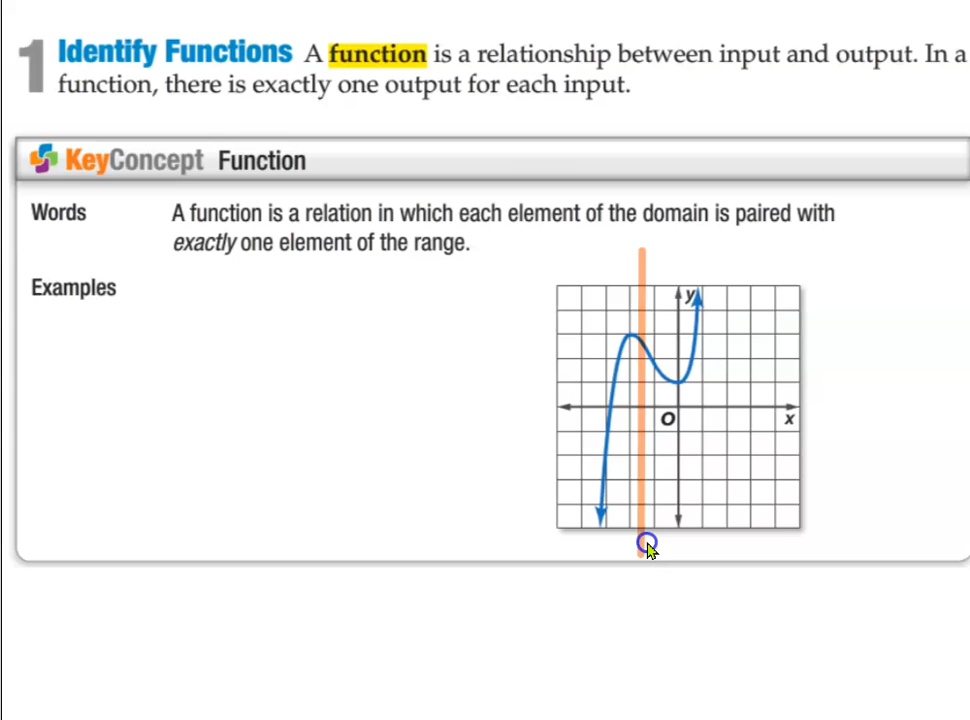 1 Identify Functions A function is a relationship between input and output. In a
function, there is exactly one output for each input.
KeyConcept Function
Words A function is a relation in which each element of the domain is paired with
exactly one element of the range.
Examples
y
O
x